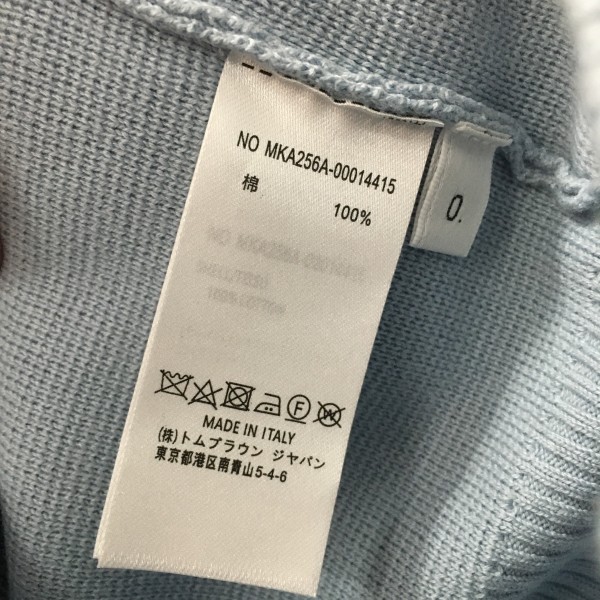 NO MKA256A-00014415
棉
100%
0.
F
W
MADE IN ITALY
(株)トムブラウン ジャパン
東京都港区南青山5-4-6